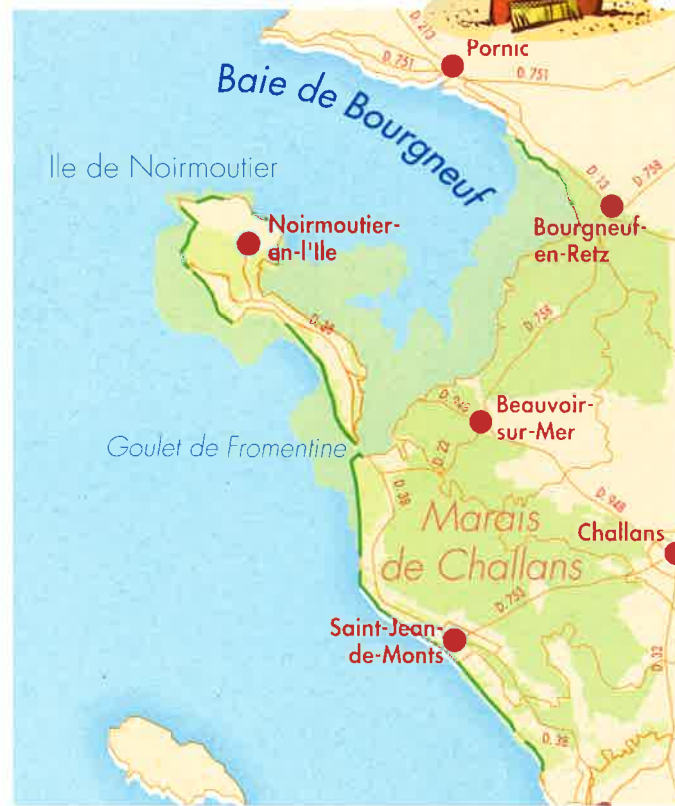 D. 213
Pornic
D. 751
D. 751
Baie de Bourgneuf
Ile de Noirmoutier
D. 13
D. 758
Noirmoutier-
en-l'Ile
Bourgneuf-
en-Retz
D. 38
D. 758
Beauvoir-
sur-Mer
Goulet de Fromentine
D. 22
D. 38
D. 948
Marais
de Challans
Challans
D. 753
Saint-Jean-
de-Monts
D. 32
D. 38